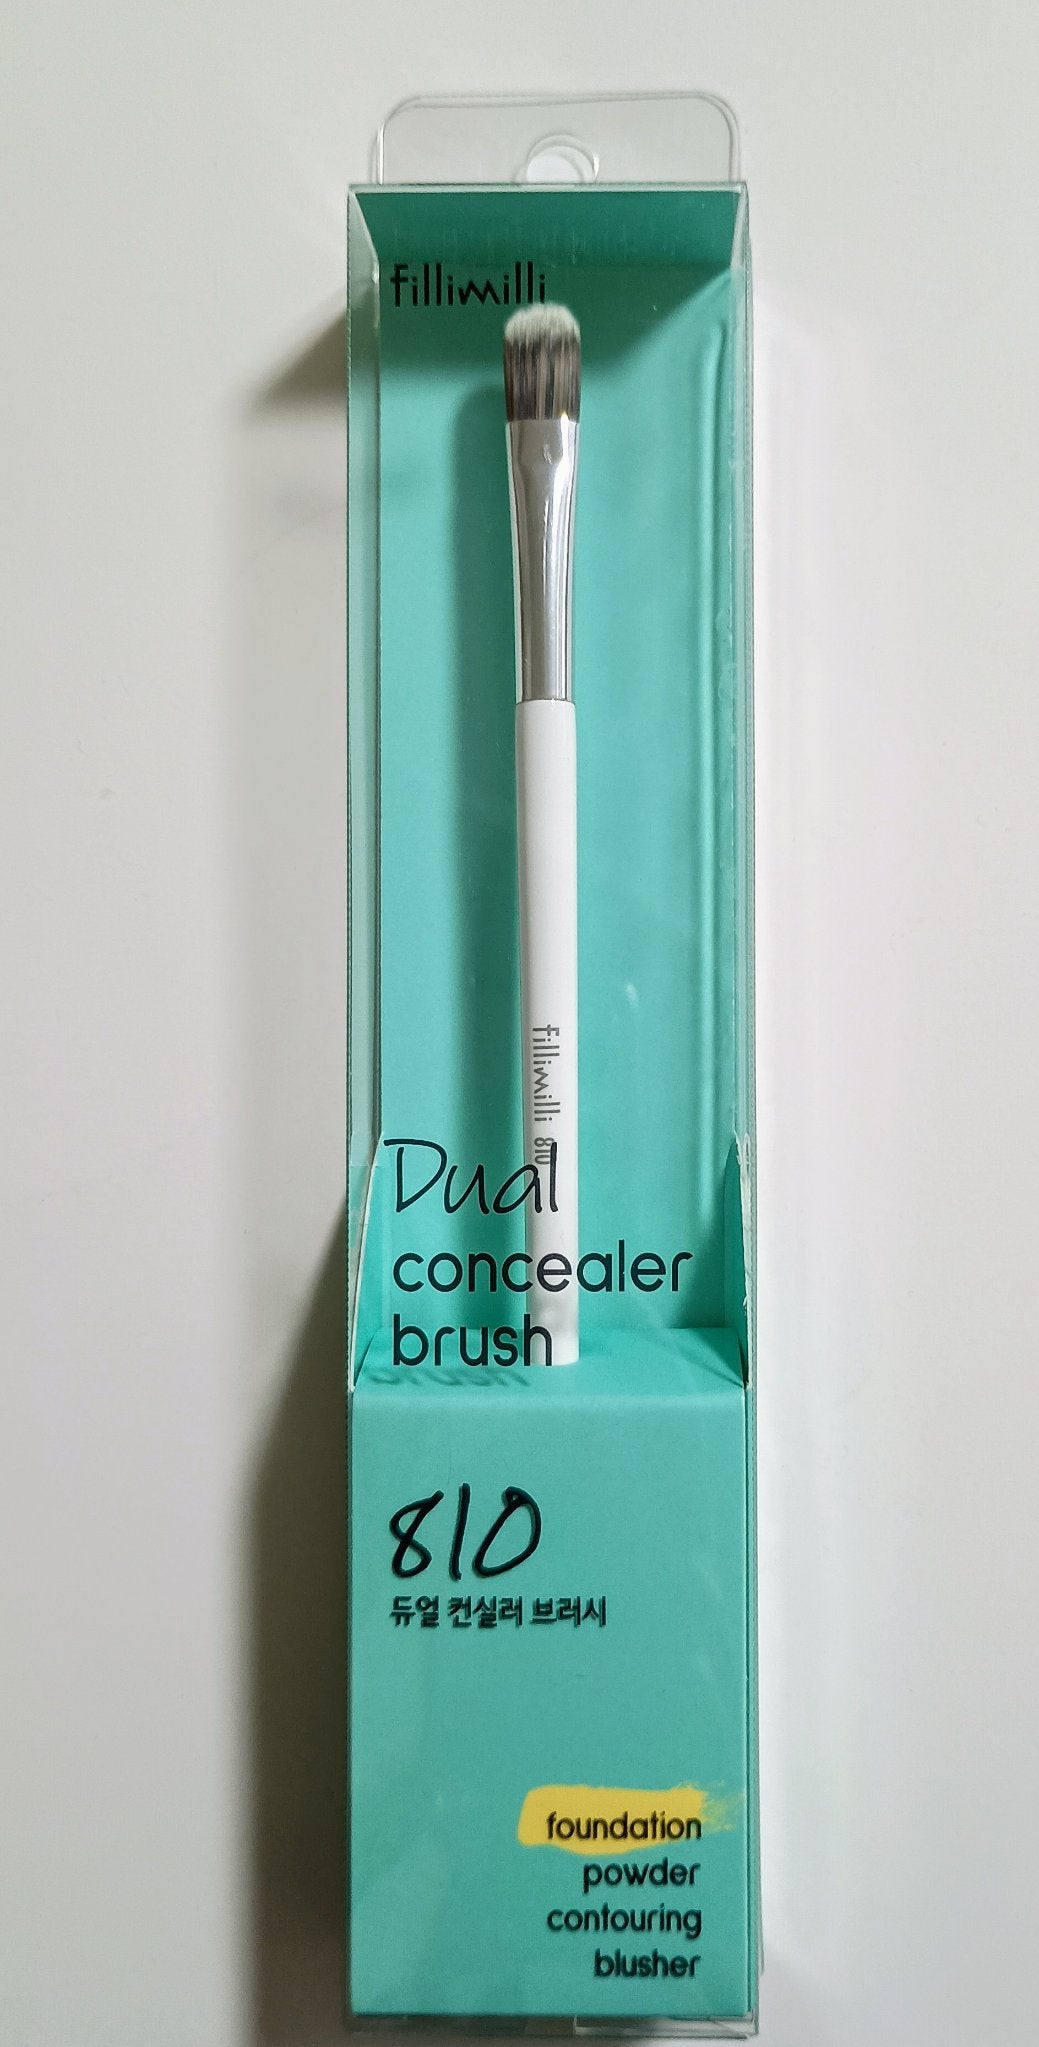 fillimilli
fillimilli 810
Dual
concealer
brush
810
듀얼 컨실러 브러시
foundation
powder
contouring
blusher